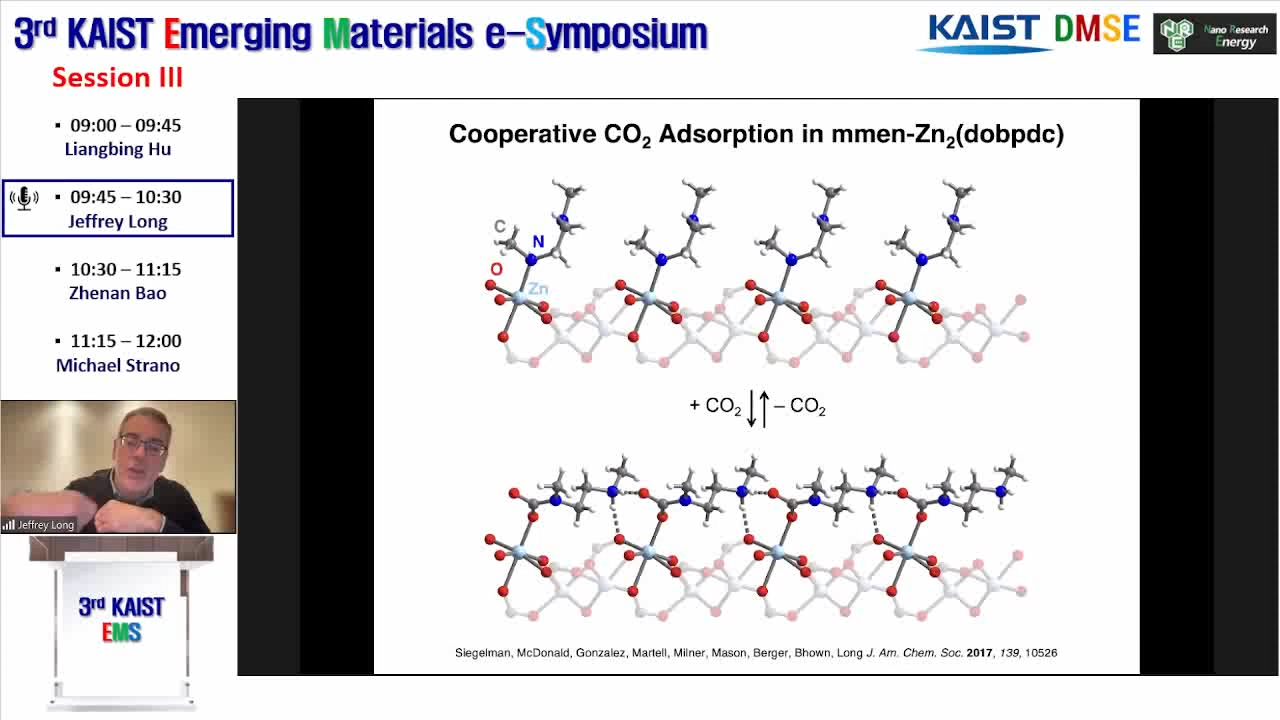 3rd KAIST Emerging Materials e-Symposium
KAIST DMSE
NRE Nano Research
Energy
Session III
▪ 09:00 – 09:45
Liangbing Hu
▪ 09:45 – 10:30
Jeffrey Long
▪ 10:30 – 11:15
Zhenan Bao
▪ 11:15 – 12:00
Michael Strano
Jeffrey Long
3rd KAIST
EMS
Cooperative CO2 Adsorption in mmen-Zn2(dobpdc)
C
N
O
Zn
+ CO2
– CO2
Siegelman, McDonald, Gonzalez, Martell, Milner, Mason, Berger, Bhown, Long J. Am. Chem. Soc. 2017, 139, 10526